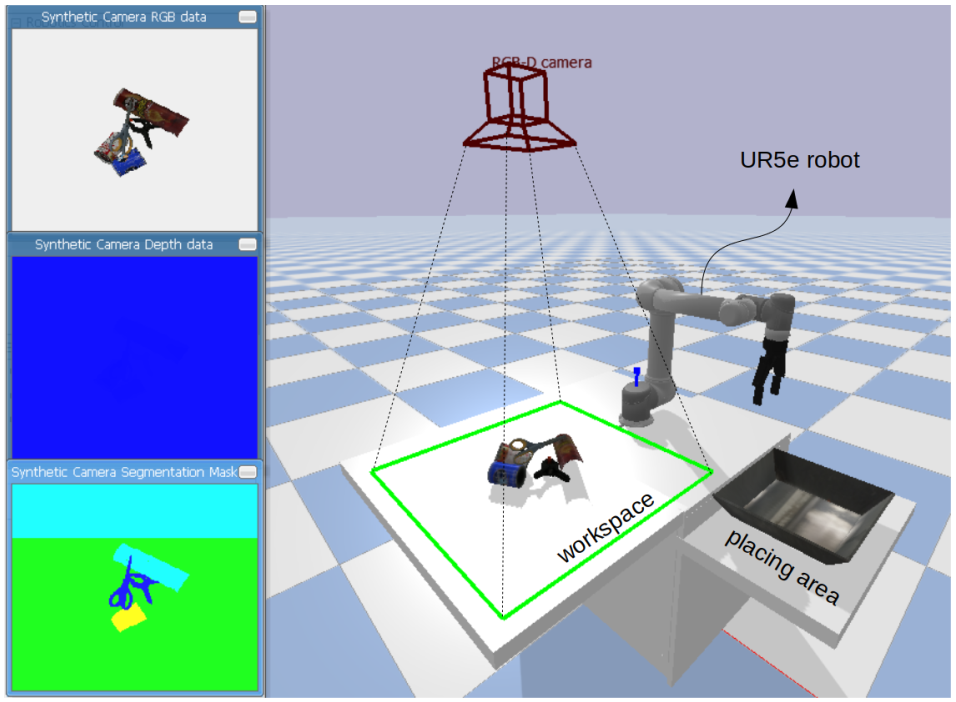 Synthetic Camera RGB data
Synthetic Camera Depth data
Synthetic Camera Segmentation Mask
RGB-D camera
UR5e robot
workspace
placing area